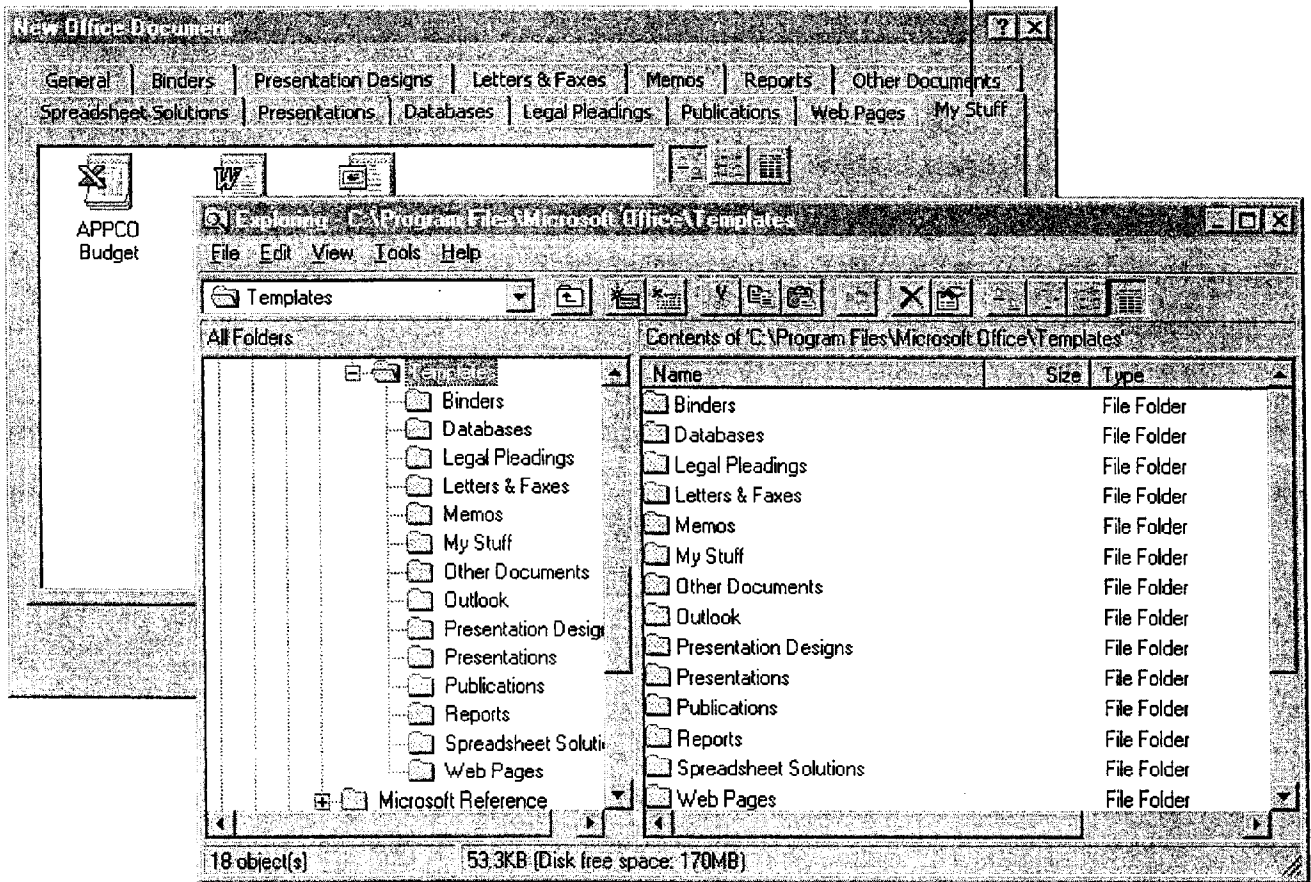 New Office Document
General Binders Presentation Designs Letters & Faxes Memos Reports Other Documents
Spreadsheet Solutions Presentations Databases Legal Pleadings Publications Web Pages My Stuff
APPCO
Budget
Exploring - C:\Program Files\Microsoft Office\Templates
File Edit View Tools Help
Templates
All Folders
Contents of 'C:\Program Files\Microsoft Office\Templates'
Templates
Binders
Databases
Legal Pleadings
Letters & Faxes
Memos
My Stuff
Other Documents
Outlook
Presentation Desig
Presentations
Publications
Reports
Spreadsheet Soluti
Web Pages
Microsoft Reference
Name Size Type
Binders File Folder
Databases File Folder
Legal Pleadings File Folder
Letters & Faxes File Folder
Memos File Folder
My Stuff File Folder
Other Documents File Folder
Outlook File Folder
Presentation Designs File Folder
Presentations File Folder
Publications File Folder
Reports File Folder
Spreadsheet Solutions File Folder
Web Pages File Folder
18 object(s) 53.3KB (Disk free space: 170MB)